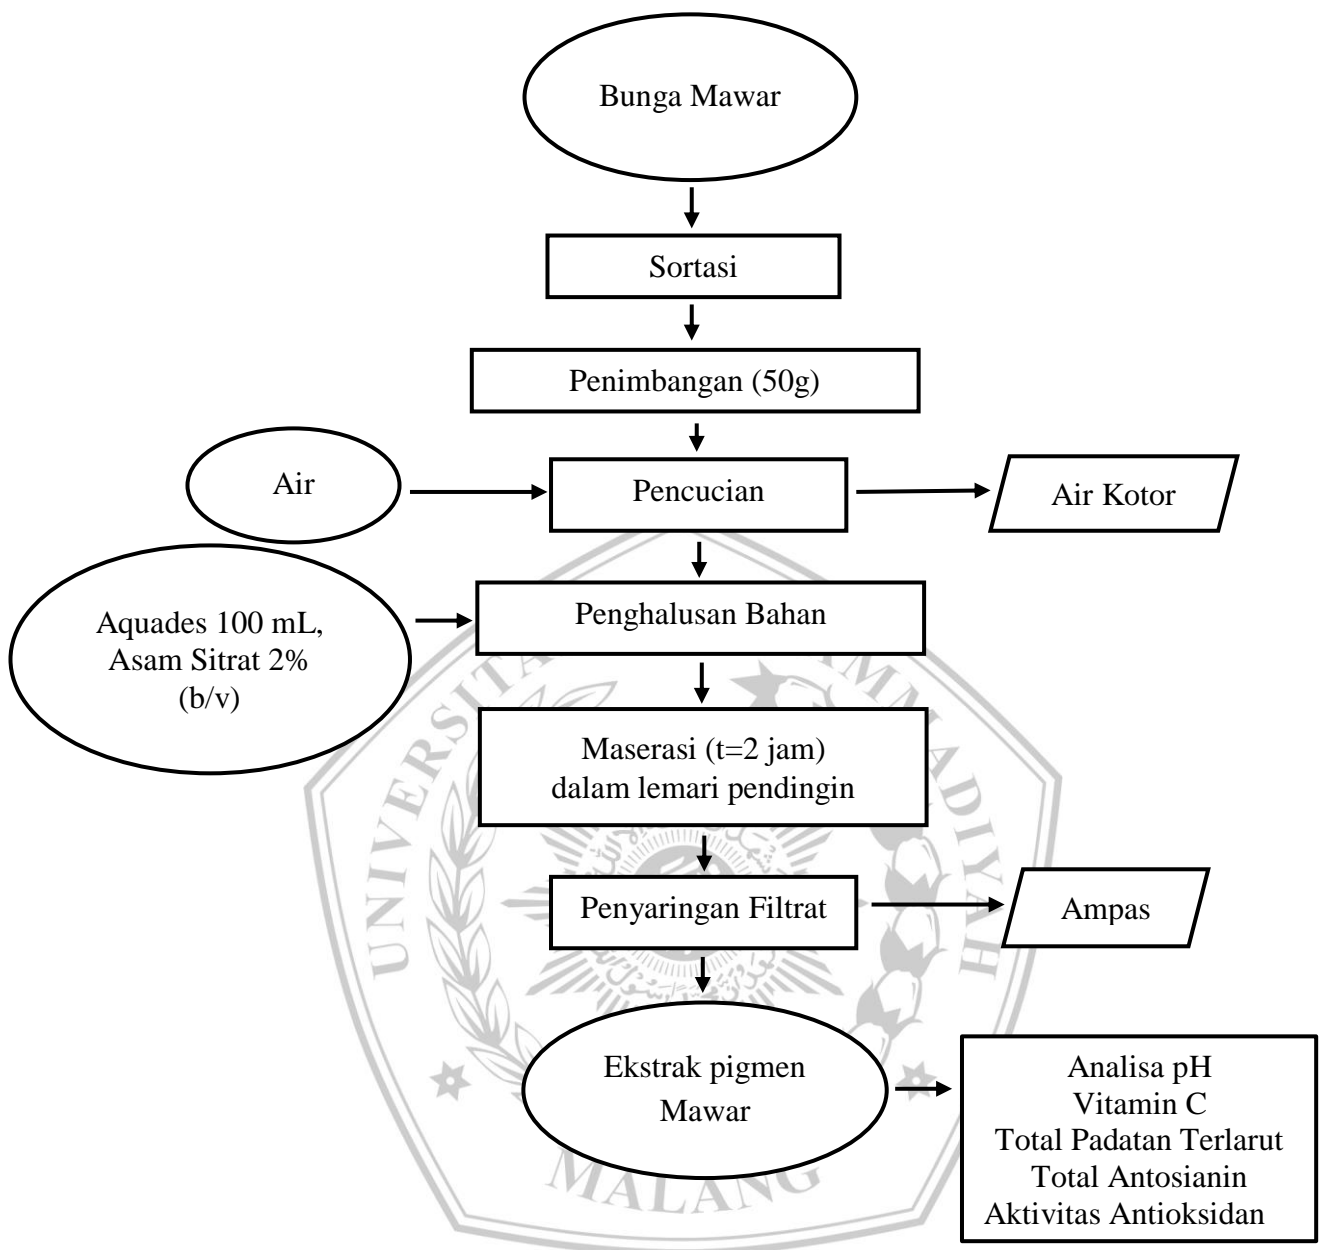 Bunga Mawar
Sortasi
Penimbangan (50g)
Air
Pencucian
Air Kotor
Aquades 100 mL,
Asam Sitrat 2%
(b/v)
Penghalusan Bahan
Maserasi (t=2 jam)
dalam lemari pendingin
Penyaringan Filtrat
Ampas
Ekstrak pigmen
Mawar
Analisa pH
Vitamin C
Total Padatan Terlarut
Total Antosianin
Aktivitas Antioksidan
MALANG